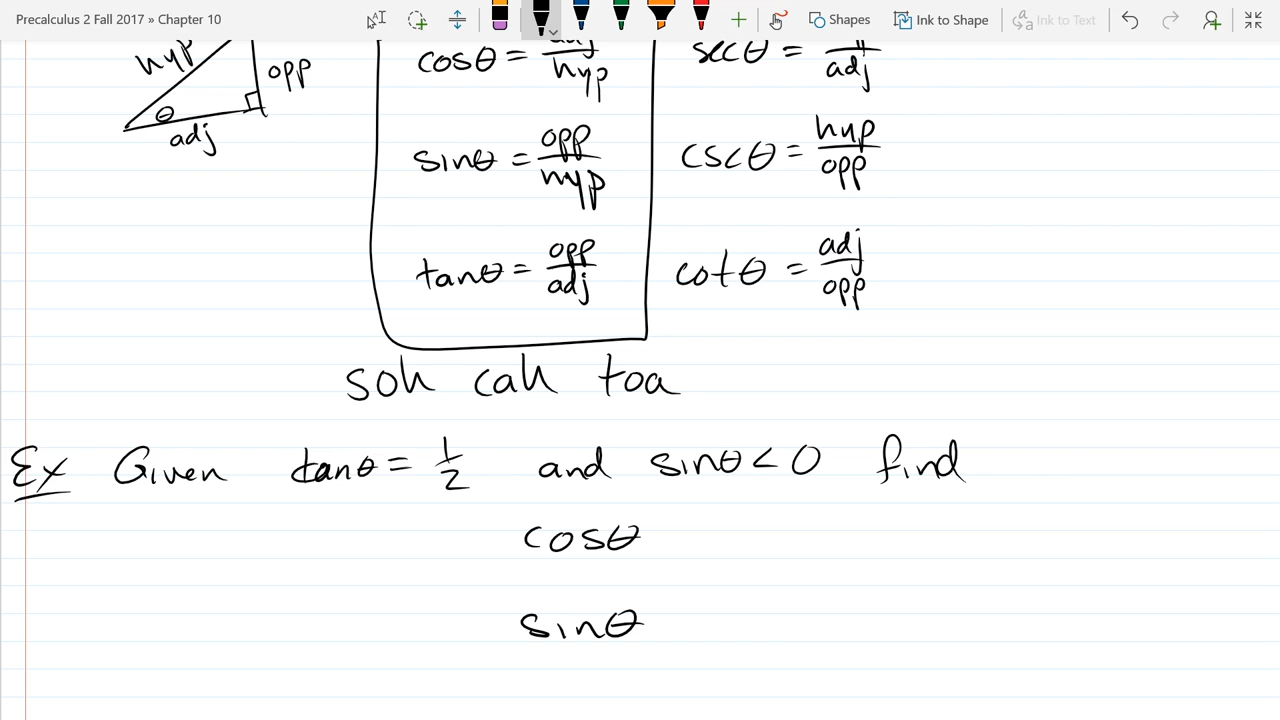 Precalculus 2 Fall 2017 » Chapter 10
Shapes
Ink to Shape
Ink to Text
hyp
opp
θ
adj
cosθ = adj/hyp
secθ = /adj
sinθ = opp/hyp
cscθ = hyp/opp
tanθ = opp/adj
cotθ = adj/opp
soh cah toa
Ex Given tanθ = 1/2 and sinθ < 0 find
cosθ
sinθ